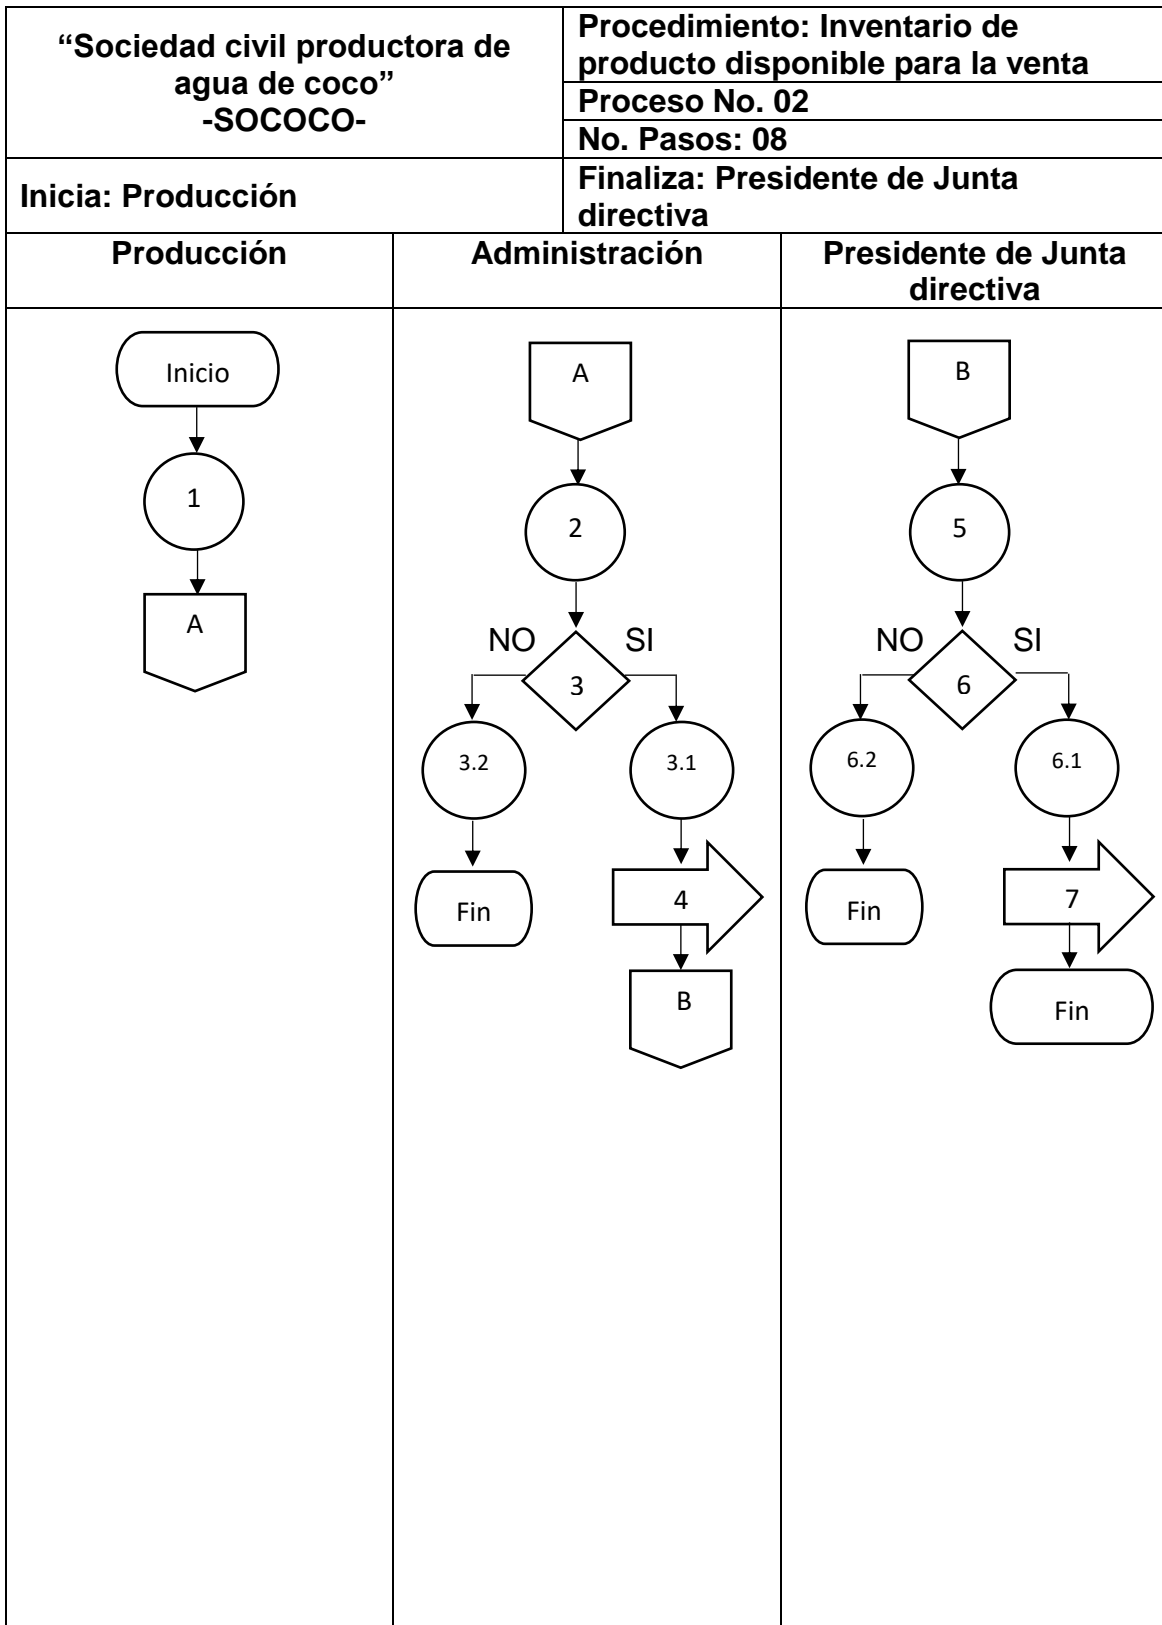 “Sociedad civil productora de
agua de coco”
-SOCOCO-
Procedimiento: Inventario de
producto disponible para la venta
Proceso No. 02
No. Pasos: 08
Inicia: Producción
Finaliza: Presidente de Junta
directiva
Producción
Administración
Presidente de Junta
directiva
Inicio
1
A
A
2
NO
SI
3
3.2
3.1
Fin
4
B
B
5
NO
SI
6
6.2
6.1
Fin
7
Fin